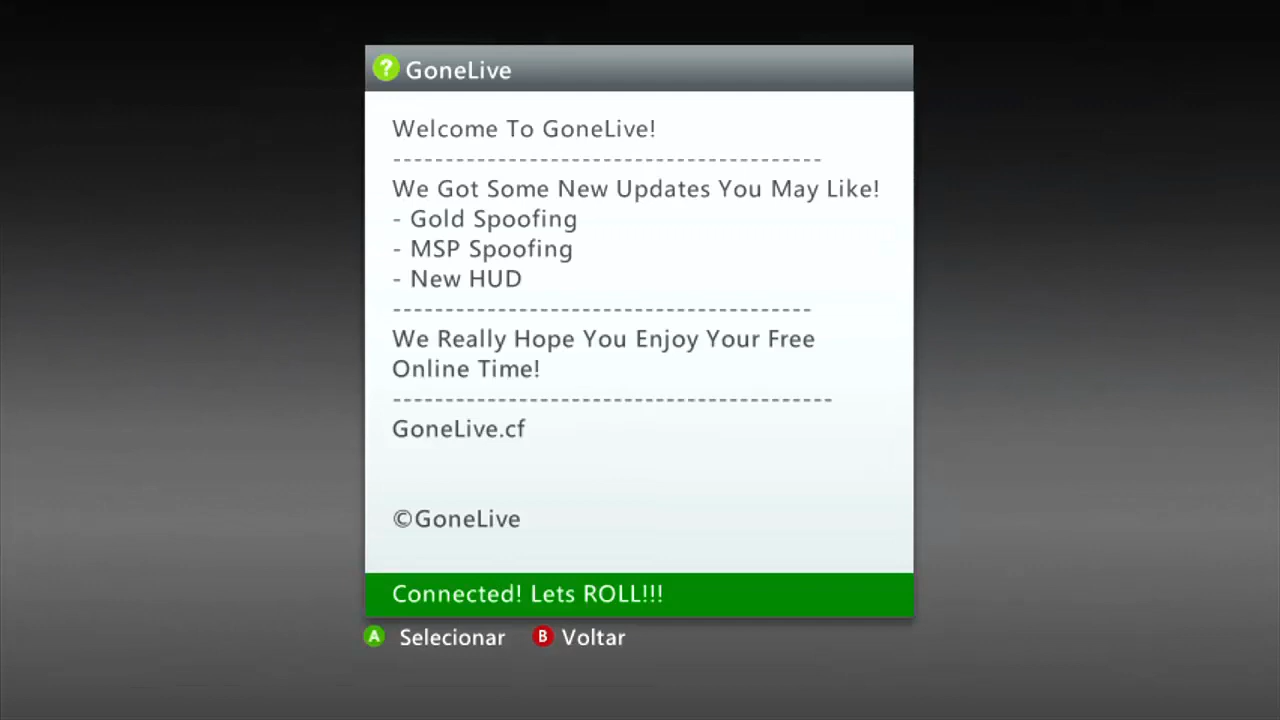 GoneLive
Welcome To GoneLive!
-----------------------------------------
We Got Some New Updates You May Like!
- Gold Spoofing
- MSP Spoofing
- New HUD
----------------------------------------
We Really Hope You Enjoy Your Free
Online Time!
------------------------------------------
GoneLive.cf
©GoneLive
Connected! Lets ROLL!!!
A Selecionar B Voltar